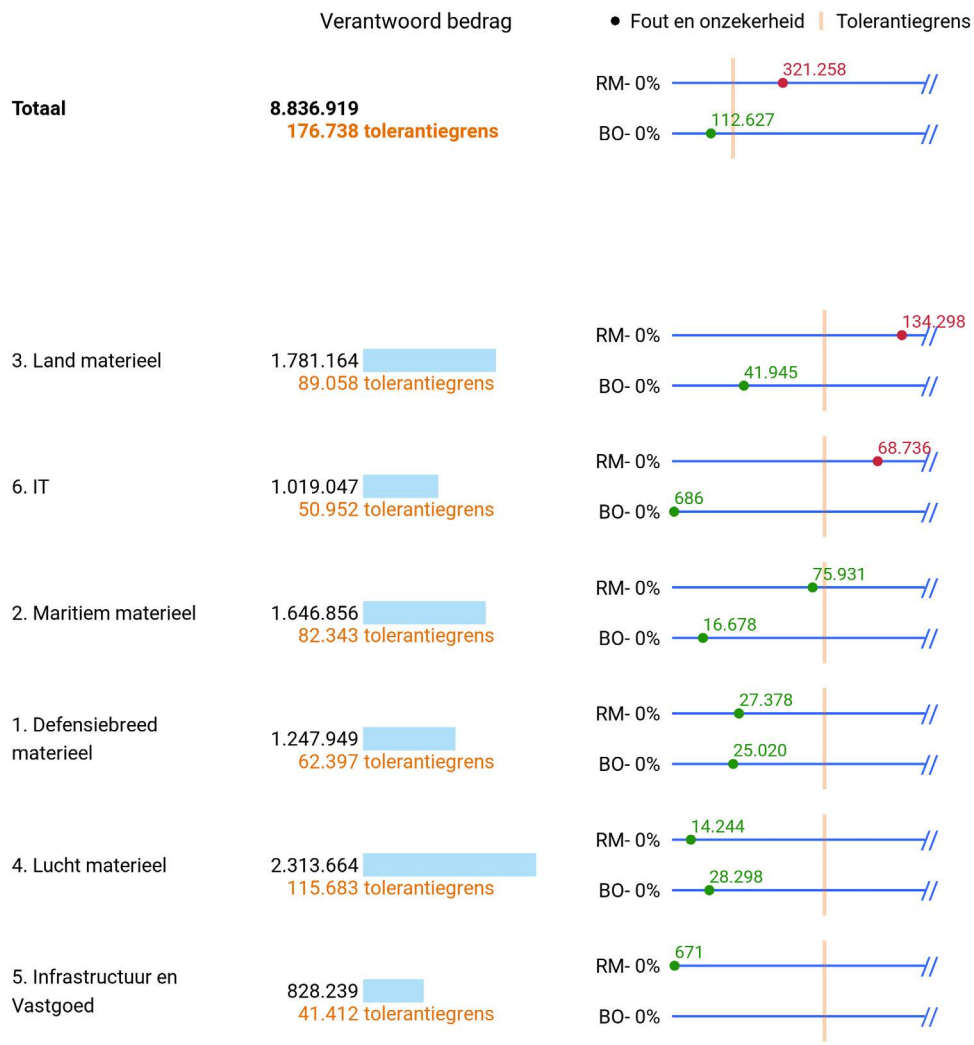 Verantwoord bedrag
Fout en onzekerheid
Tolerantiegrens
Totaal
8.836.919
176.738 tolerantiegrens
RM- 0%
321.258
BO- 0%
112.627
3. Land materieel
1.781.164
89.058 tolerantiegrens
RM- 0%
134.298
BO- 0%
41.945
6. IT
1.019.047
50.952 tolerantiegrens
RM- 0%
68.736
BO- 0%
686
2. Maritiem materieel
1.646.856
82.343 tolerantiegrens
RM- 0%
75.931
BO- 0%
16.678
1. Defensiebreed
materieel
1.247.949
62.397 tolerantiegrens
RM- 0%
27.378
BO- 0%
25.020
4. Lucht materieel
2.313.664
115.683 tolerantiegrens
RM- 0%
14.244
BO- 0%
28.298
5. Infrastructuur en
Vastgoed
828.239
41.412 tolerantiegrens
RM- 0%
671
BO- 0%